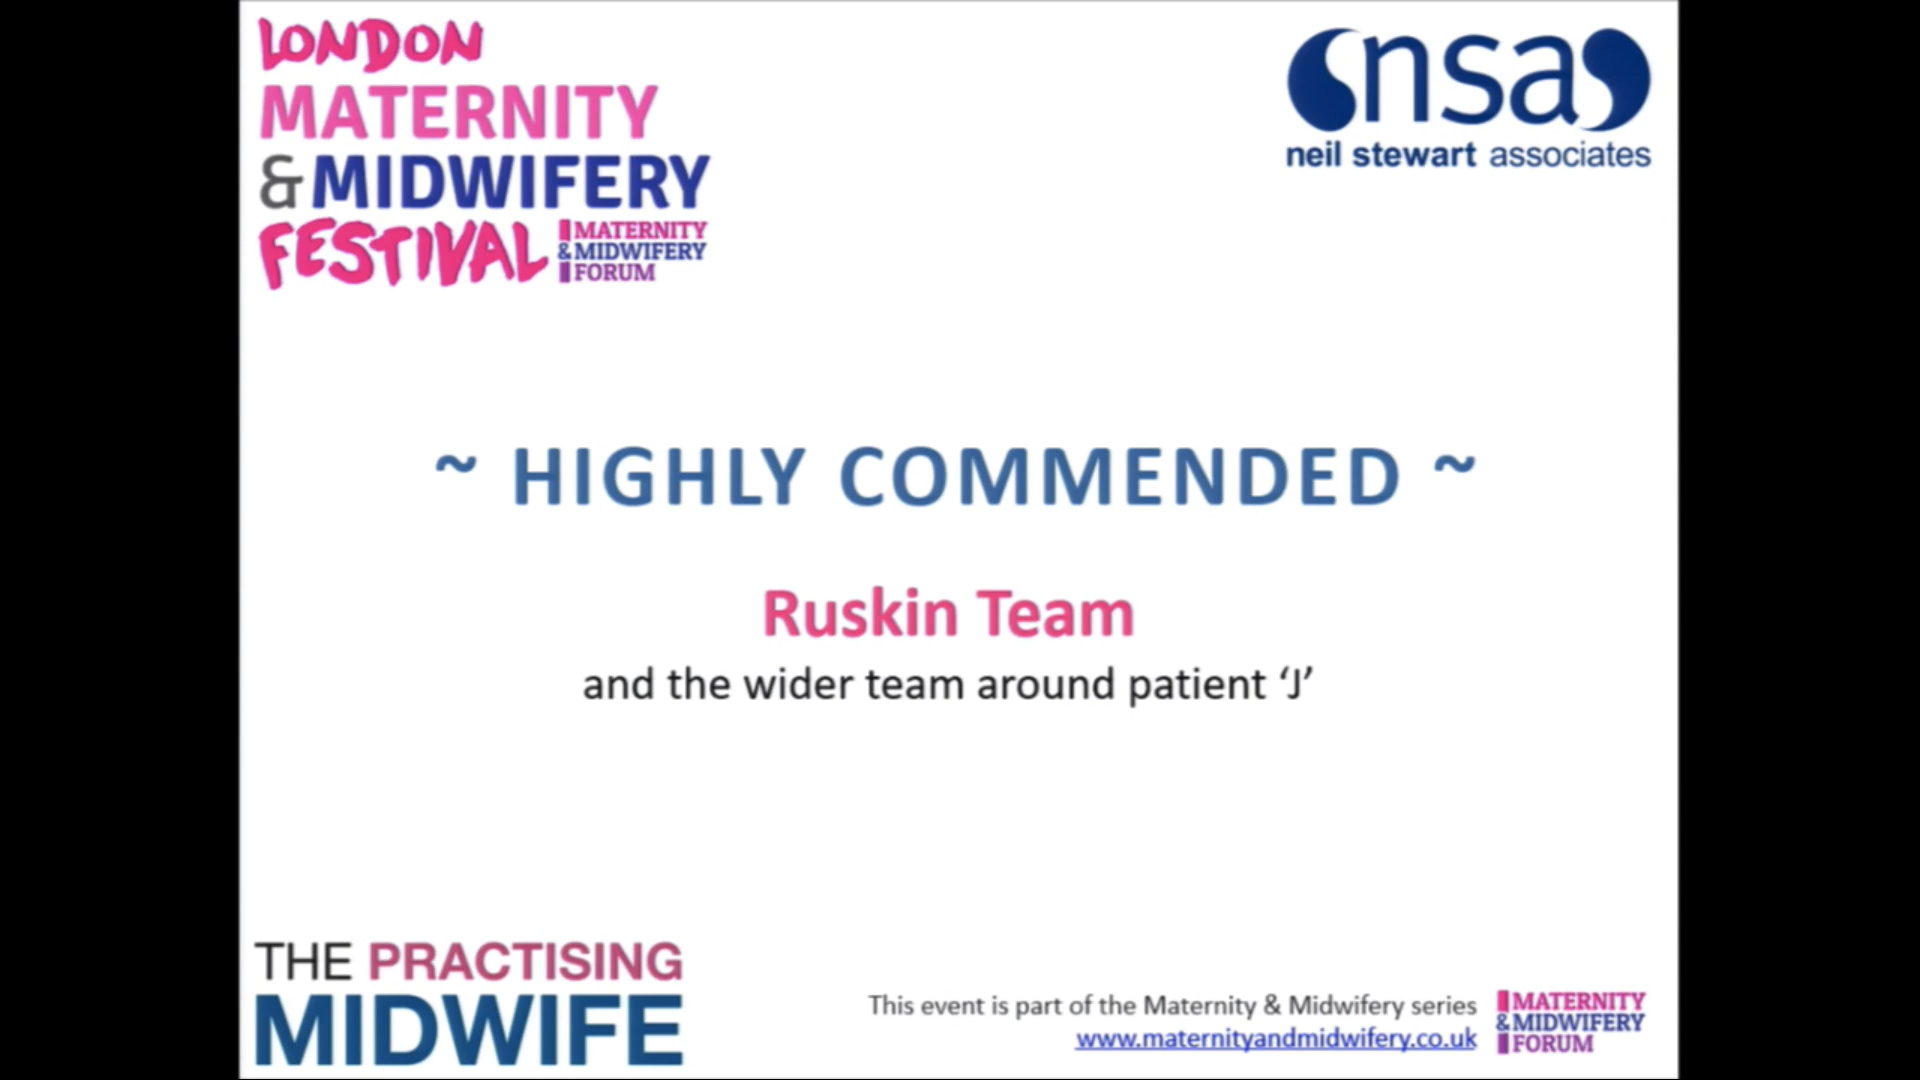 LONDON
MATERNITY
& MIDWIFERY
FESTIVAL
MATERNITY
& MIDWIFERY
FORUM
nsa
neil stewart associates
~ HIGHLY COMMENDED ~
Ruskin Team
and the wider team around patient ‘J’
THE PRACTISING
MIDWIFE
This event is part of the Maternity & Midwifery series
www.maternityandmidwifery.co.uk
MATERNITY
& MIDWIFERY
FORUM